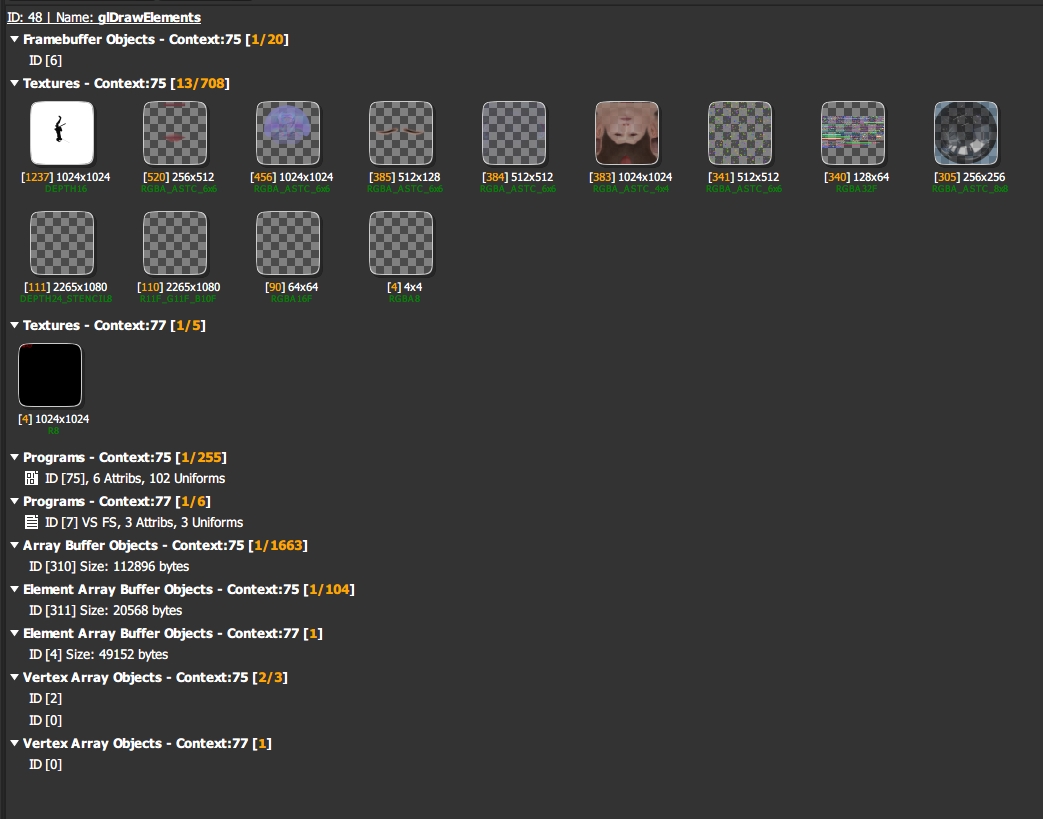 ID: 48 | Name: glDrawElements
Framebuffer Objects - Context:75 [1/20]
ID [6]
Textures - Context:75 [13/708]
[1237] 1024x1024 [520] 256x512 [456] 1024x1024 [385] 512x128 [384] 512x512 [383] 1024x1024 [341] 512x512 [340] 128x64 [305] 256x256
DEPTH16 RGBA_ASTC_6x6 RGBA_ASTC_6x6 RGBA_ASTC_6x6 RGBA_ASTC_6x6 RGBA_ASTC_4x4 RGBA_ASTC_6x6 RGBA32F RGBA_ASTC_8x8
[111] 2265x1080 [110] 2265x1080 [90] 64x64 [4] 4x4
DEPTH24_STENCIL8 R11F_G11F_B10F RGBA16F RGBA8
Textures - Context:77 [1/5]
[4] 1024x1024
R8
Programs - Context:75 [1/255]
ID [75], 6 Attribs, 102 Uniforms
Programs - Context:77 [1/6]
ID [7] VS FS, 3 Attribs, 3 Uniforms
Array Buffer Objects - Context:75 [1/1663]
ID [310] Size: 112896 bytes
Element Array Buffer Objects - Context:75 [1/104]
ID [311] Size: 20568 bytes
Element Array Buffer Objects - Context:77 [1]
ID [4] Size: 49152 bytes
Vertex Array Objects - Context:75 [2/3]
ID [2]
ID [0]
Vertex Array Objects - Context:77 [1]
ID [0]